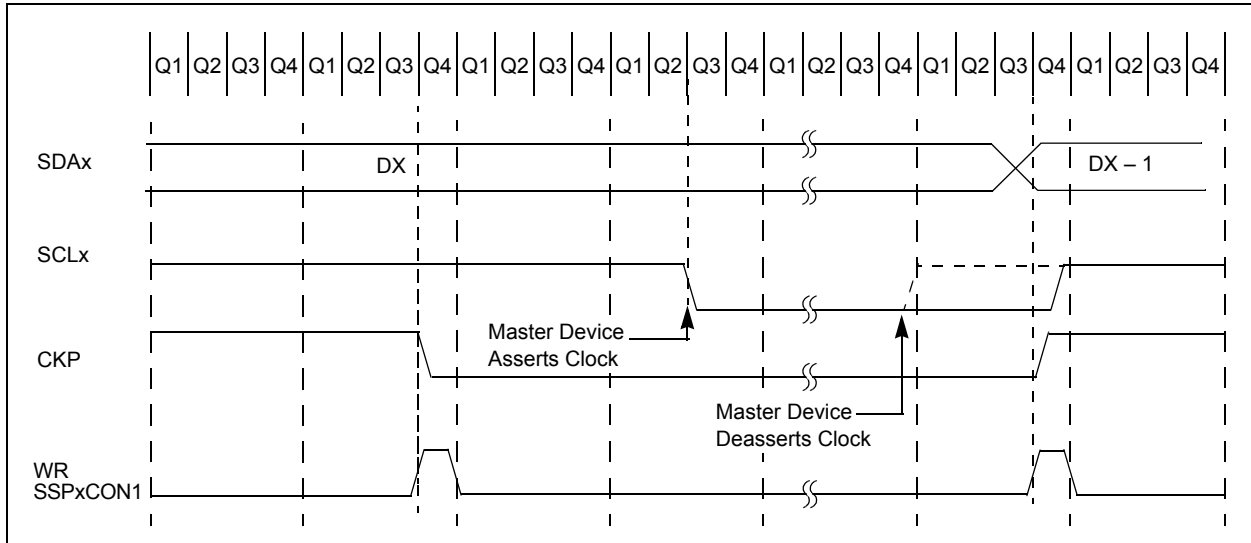 Q1 Q2 Q3 Q4 Q1 Q2 Q3 Q4 Q1 Q2 Q3 Q4 Q1 Q2 Q3 Q4 Q1 Q2 Q3 Q4 Q1 Q2 Q3 Q4 Q1 Q2 Q3 Q4
SDAx
DX
DX – 1
SCLx
Master Device
Asserts Clock
CKP
Master Device
Deasserts Clock
WR
SSPxCON1